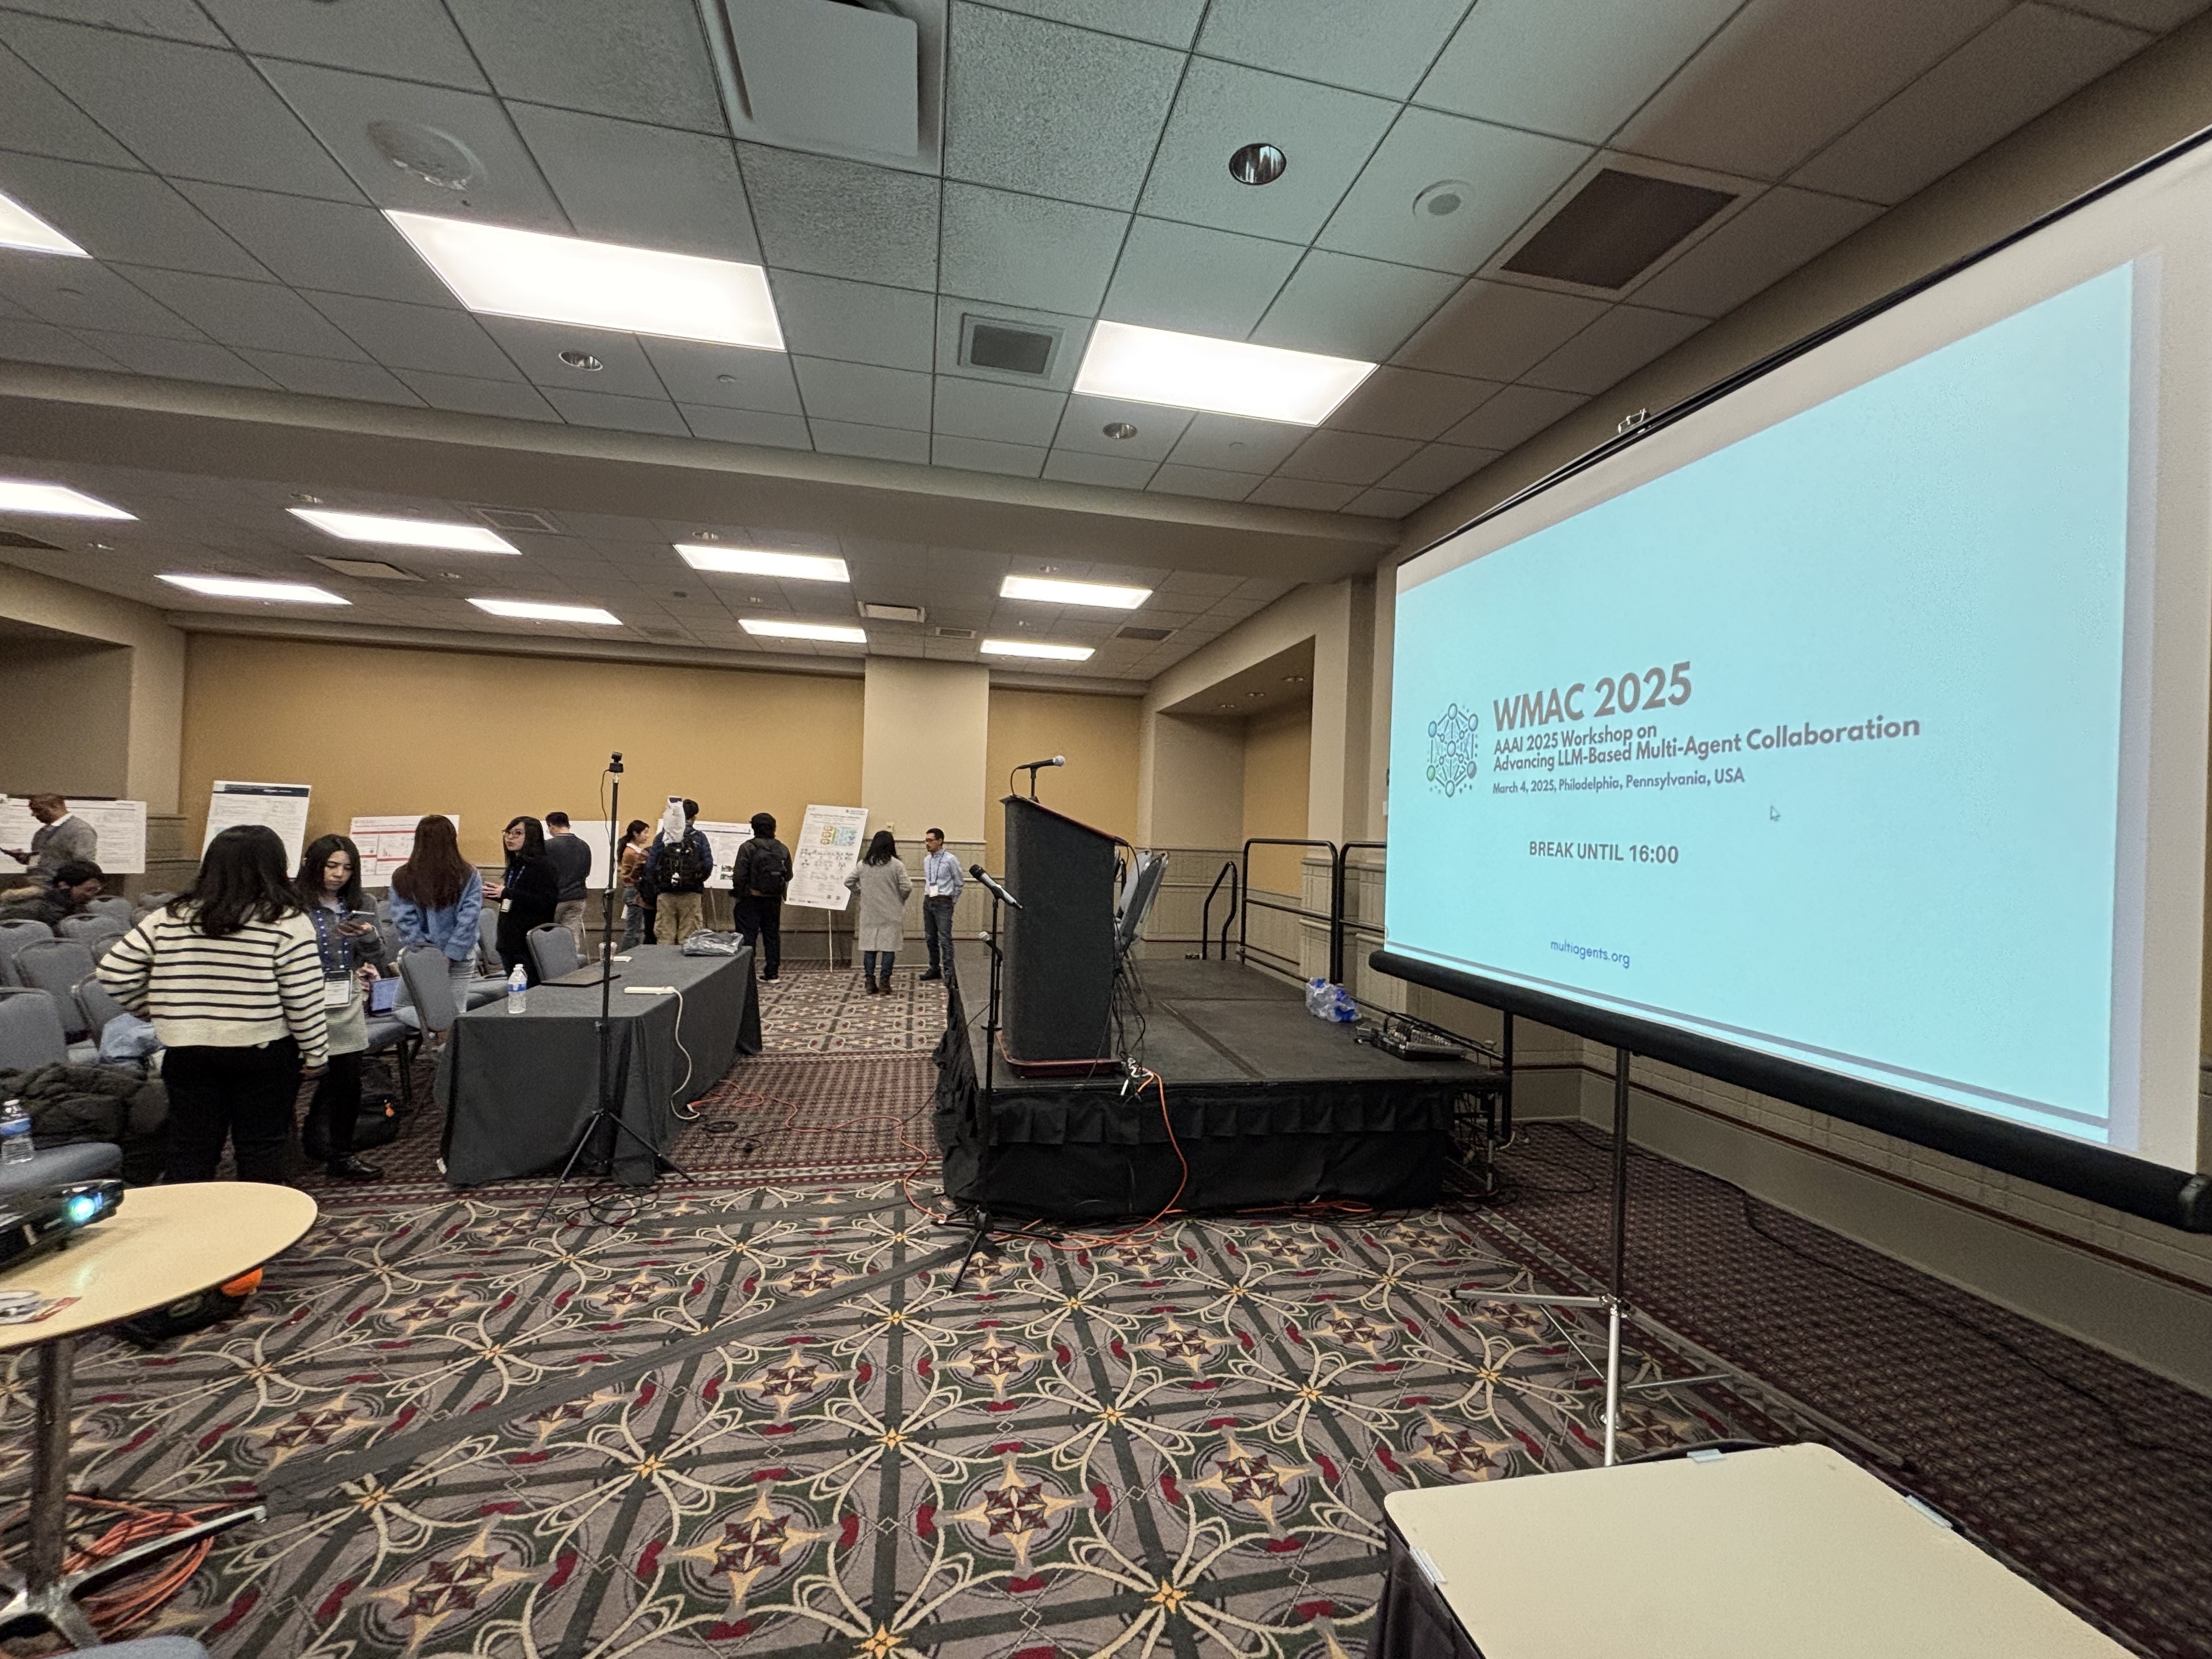 WMAC 2025
AAAI 2025 Workshop on
Advancing LLM-Based Multi-Agent Collaboration
March 4, 2025, Philadelphia, Pennsylvania, USA
BREAK UNTIL 16:00
multiagents.org